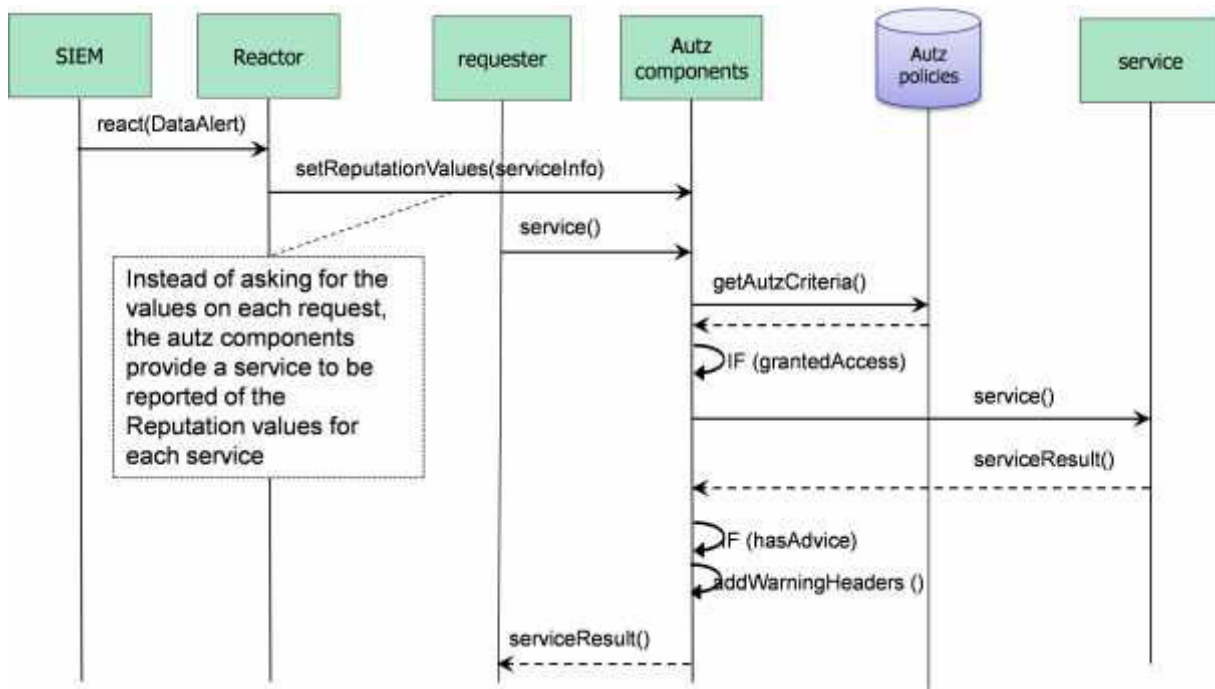 SIEM
Reactor
requester
Autz
components
Autz
policies
service
react(DataAlert)
setReputationValues(serviceInfo)
service()
Instead of asking for the
values on each request,
the autz components
provide a service to be
reported of the
Reputation values for
each service
getAutzCriteria()
IF (grantedAccess)
service()
serviceResult()
IF (hasAdvice)
addWarningHeaders ()
serviceResult()